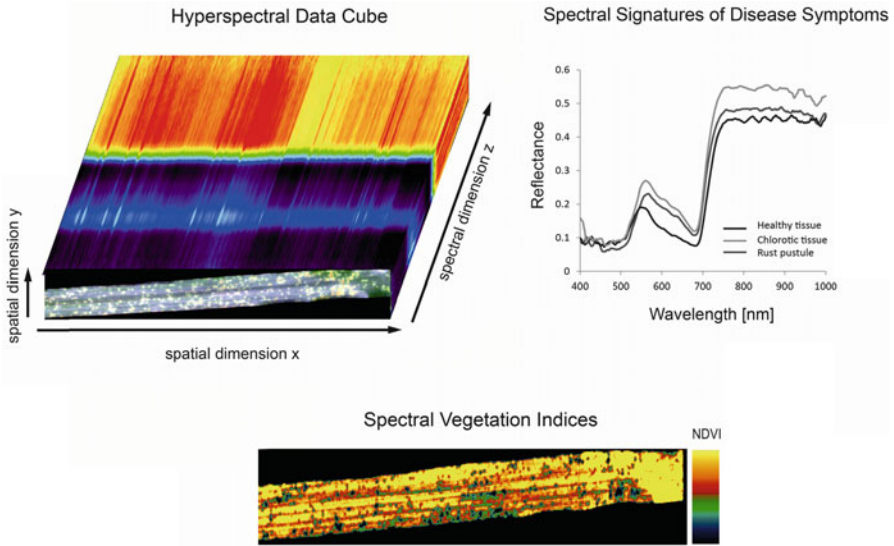 Hyperspectral Data Cube
spatial dimension y
spatial dimension x
spectral dimension z
Spectral Signatures of Disease Symptoms
Reflectance
0.6
0.5
0.4
0.3
0.2
0.1
0
400 500 600 700 800 900 1000
Wavelength [nm]
Healthy tissue
Chlorotic tissue
Rust pustule
Spectral Vegetation Indices
NDVI